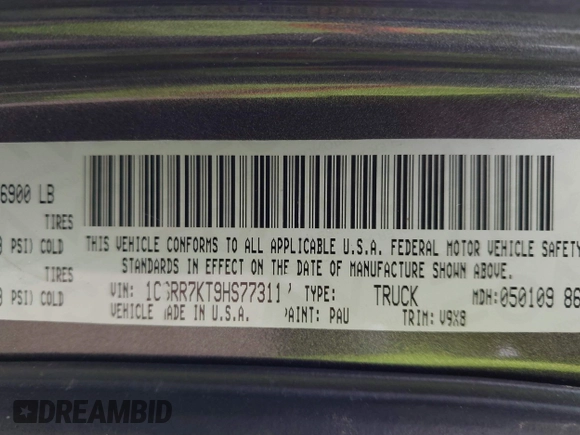 6900 LB
TIRES
PSI) COLD
THIS VEHICLE CONFORMS TO ALL APPLICABLE U.S.A. FEDERAL MOTOR VEHICLE SAFETY
TIRES
STANDARDS IN EFFECT ON THE DATE OF MANUFACTURE SHOWN ABOVE.
PSI) COLD
VIN: TYPE: TRUCK MDH: 050109 86
VEHICLE MADE IN U.S.A. PAINT: PAU TRIM: V9X8
DREAMBID